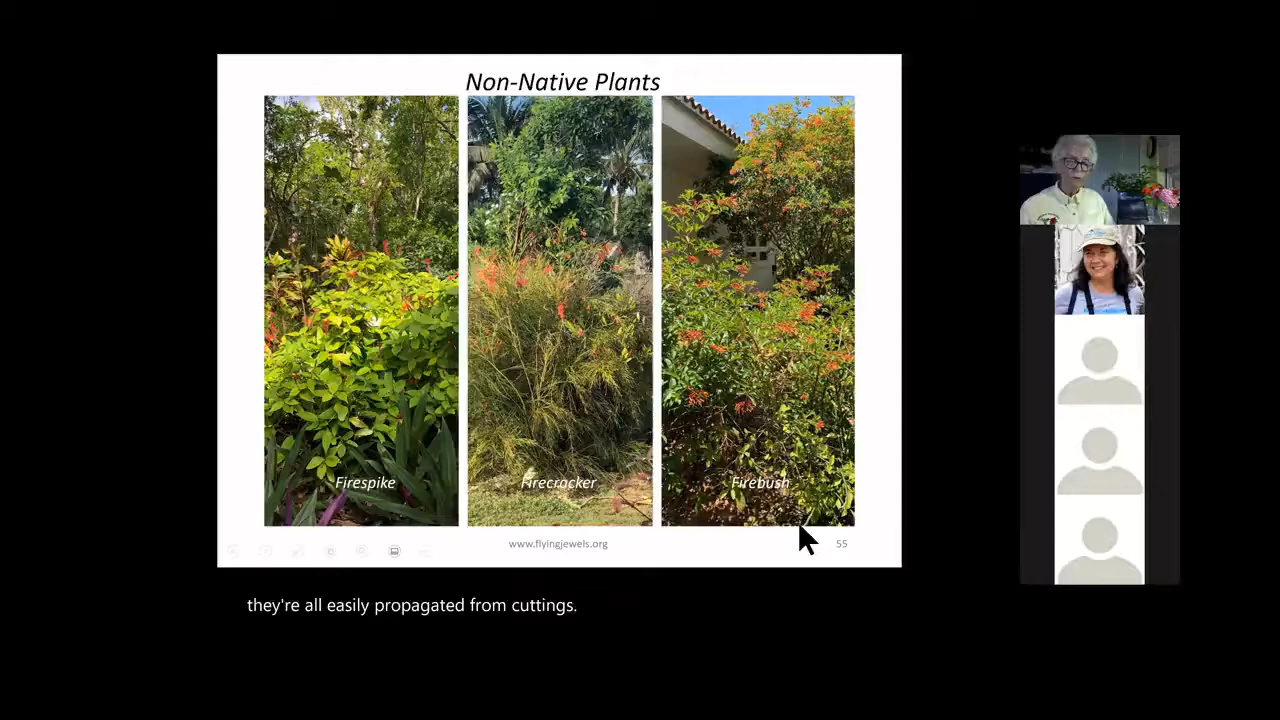 Non-Native Plants
Firespike
Firecracker
Firebush
www.flyingjewels.org
55
they're all easily propagated from cuttings.